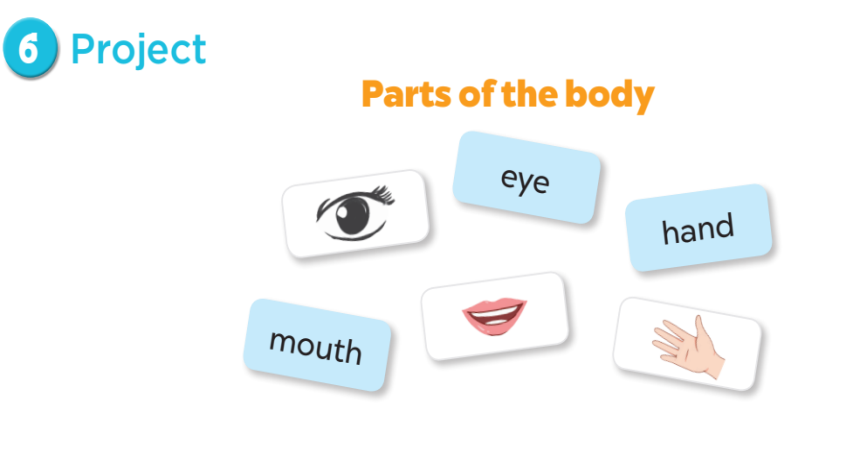 6 Project
Parts of the body
eye
hand
mouth